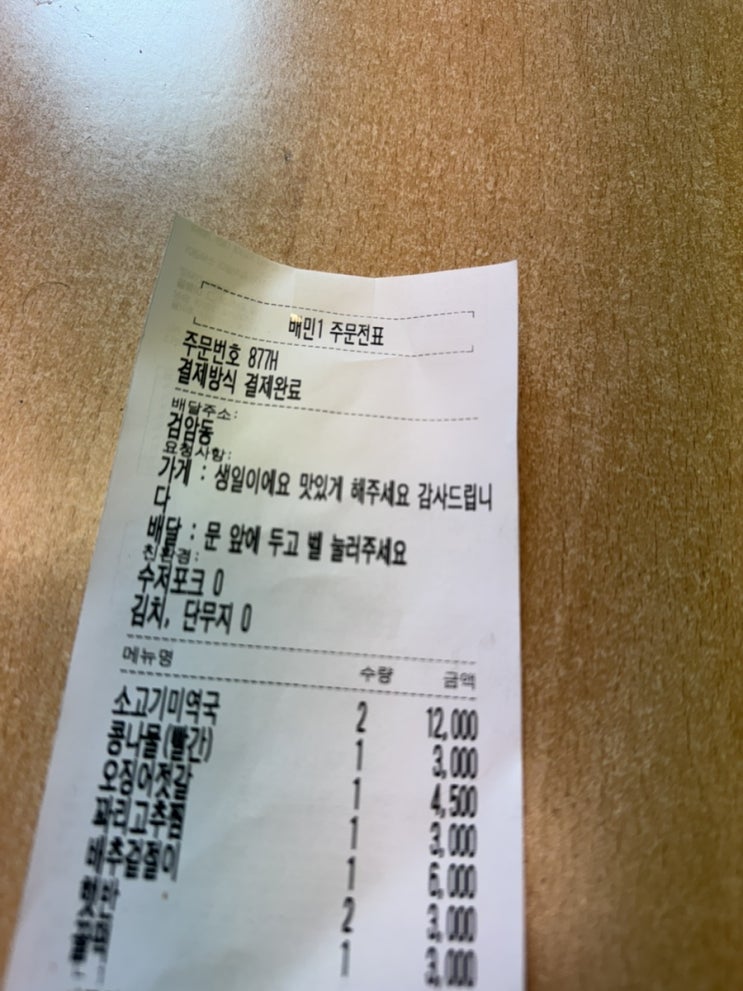 배민1 주문전표
주문번호 877H
결제방식 결제완료
배달주소:
검암동
요청사항:
가게 : 생일이에요 맛있게 해주세요 감사드립니
다
배달 : 문 앞에 두고 벨 눌러주세요
친환경:
수저포크 O
김치, 단무지 O
메뉴명 수량 금액
소고기미역국 2 12,000
콩나물(빨간) 1 3,000
오징어젓갈 1 4,500
꽈리고추찜 1 3,000
배추겉절이 1 6,000
햇반 2 3,000
1 3,000